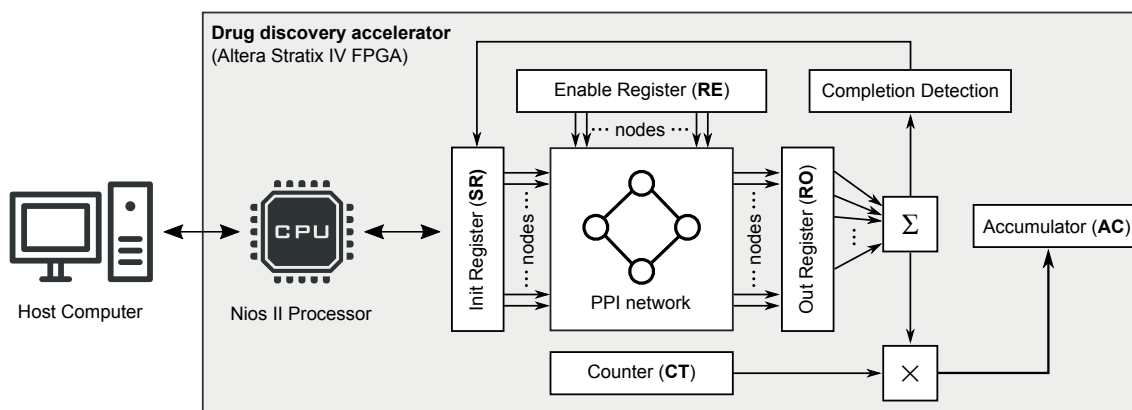 Drug discovery accelerator
(Altera Stratix IV FPGA)
Enable Register (RE)
Completion Detection
··· nodes ···
Init Register (SR)
··· nodes ···
PPI network
··· nodes ···
Out Register (RO)
···
Σ
Accumulator (AC)
CPU
Host Computer
Nios II Processor
Counter (CT)
×